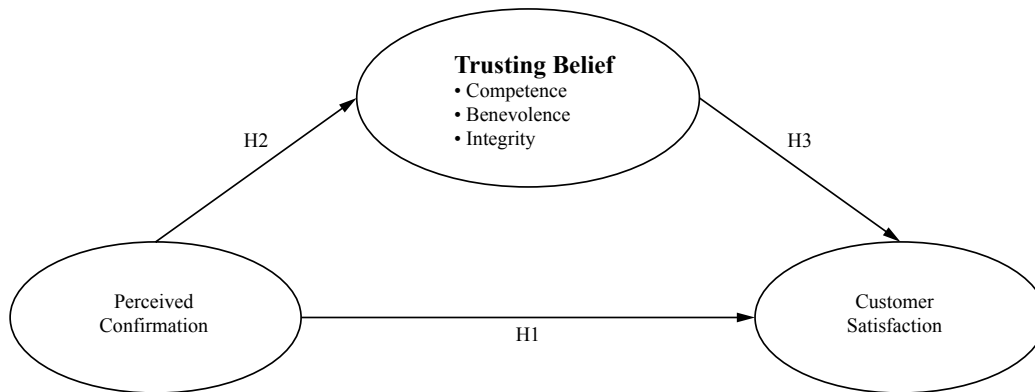 Trusting Belief
• Competence
• Benevolence
• Integrity
H2
H3
Perceived
Confirmation
Customer
Satisfaction
H1